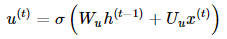 u^{(t)} = σ(W_u h^{(t−1)} + U_u x^{(t)})